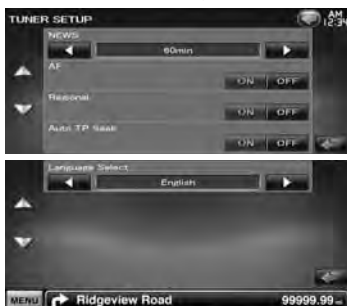 TUNER SETUP
AM
12:34
NEWS
60min
AF
ON OFF
Regional
ON OFF
Auto TP Seek
ON OFF
Language Select
English
MENU Ridgeview Road 99999.99